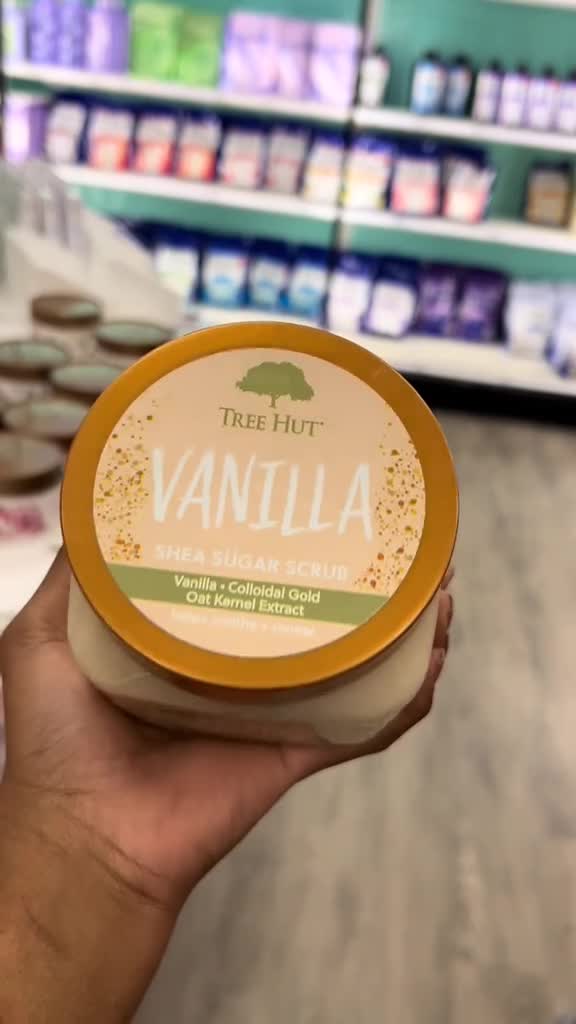 TREE HUT
VANILLA
SHEA SUGAR SCRUB
Vanilla • Colloidal Gold
Oat Kernel Extract